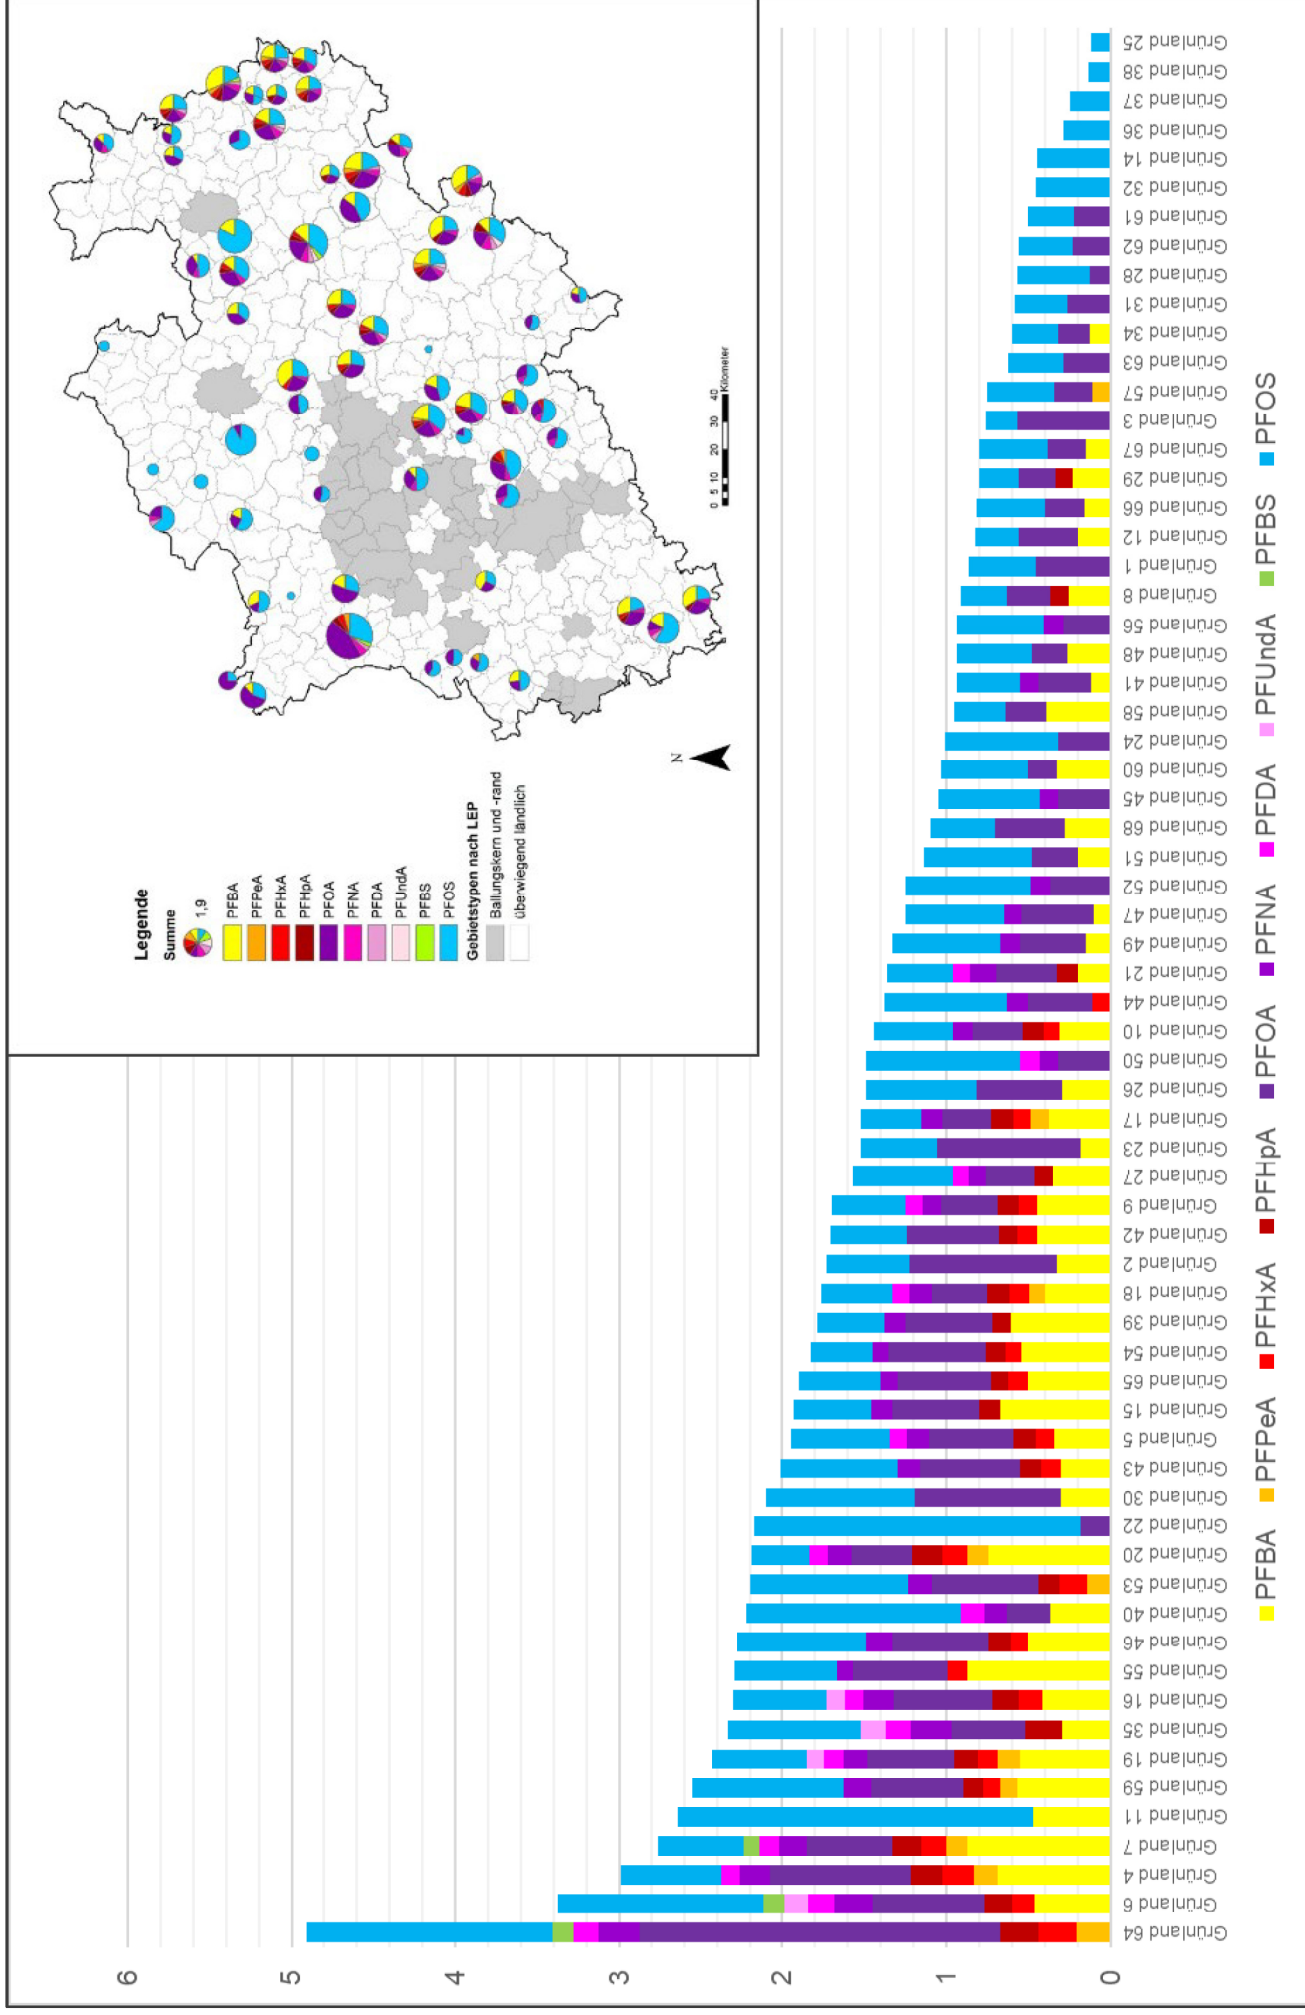 Legende
Summe
1,9
PFBA
PFPeA
PFHxA
PFHpA
PFOA
PFNA
PFDA
PFUndA
PFBS
PFOS
Gebietstypen nach LEP
Ballungskern und -rand
überwiegend ländlich
N
0 5 10 20 30 40
Kilometer
6
5
4
3
2
1
0
Grünland 64
Grünland 6
Grünland 4
Grünland 7
Grünland 11
Grünland 59
Grünland 19
Grünland 35
Grünland 16
Grünland 55
Grünland 46
Grünland 40
Grünland 53
Grünland 20
Grünland 22
Grünland 30
Grünland 43
Grünland 5
Grünland 15
Grünland 65
Grünland 54
Grünland 39
Grünland 18
Grünland 2
Grünland 42
Grünland 9
Grünland 27
Grünland 23
Grünland 17
Grünland 26
Grünland 50
Grünland 10
Grünland 44
Grünland 21
Grünland 49
Grünland 47
Grünland 52
Grünland 51
Grünland 68
Grünland 45
Grünland 60
Grünland 24
Grünland 58
Grünland 41
Grünland 48
Grünland 56
Grünland 8
Grünland 1
Grünland 12
Grünland 66
Grünland 29
Grünland 67
Grünland 3
Grünland 57
Grünland 63
Grünland 34
Grünland 31
Grünland 28
Grünland 62
Grünland 61
Grünland 32
Grünland 14
Grünland 36
Grünland 37
Grünland 38
Grünland 25
PFBA PFPeA PFHxA PFHpA PFOA PFNA PFDA PFUndA PFBS PFOS